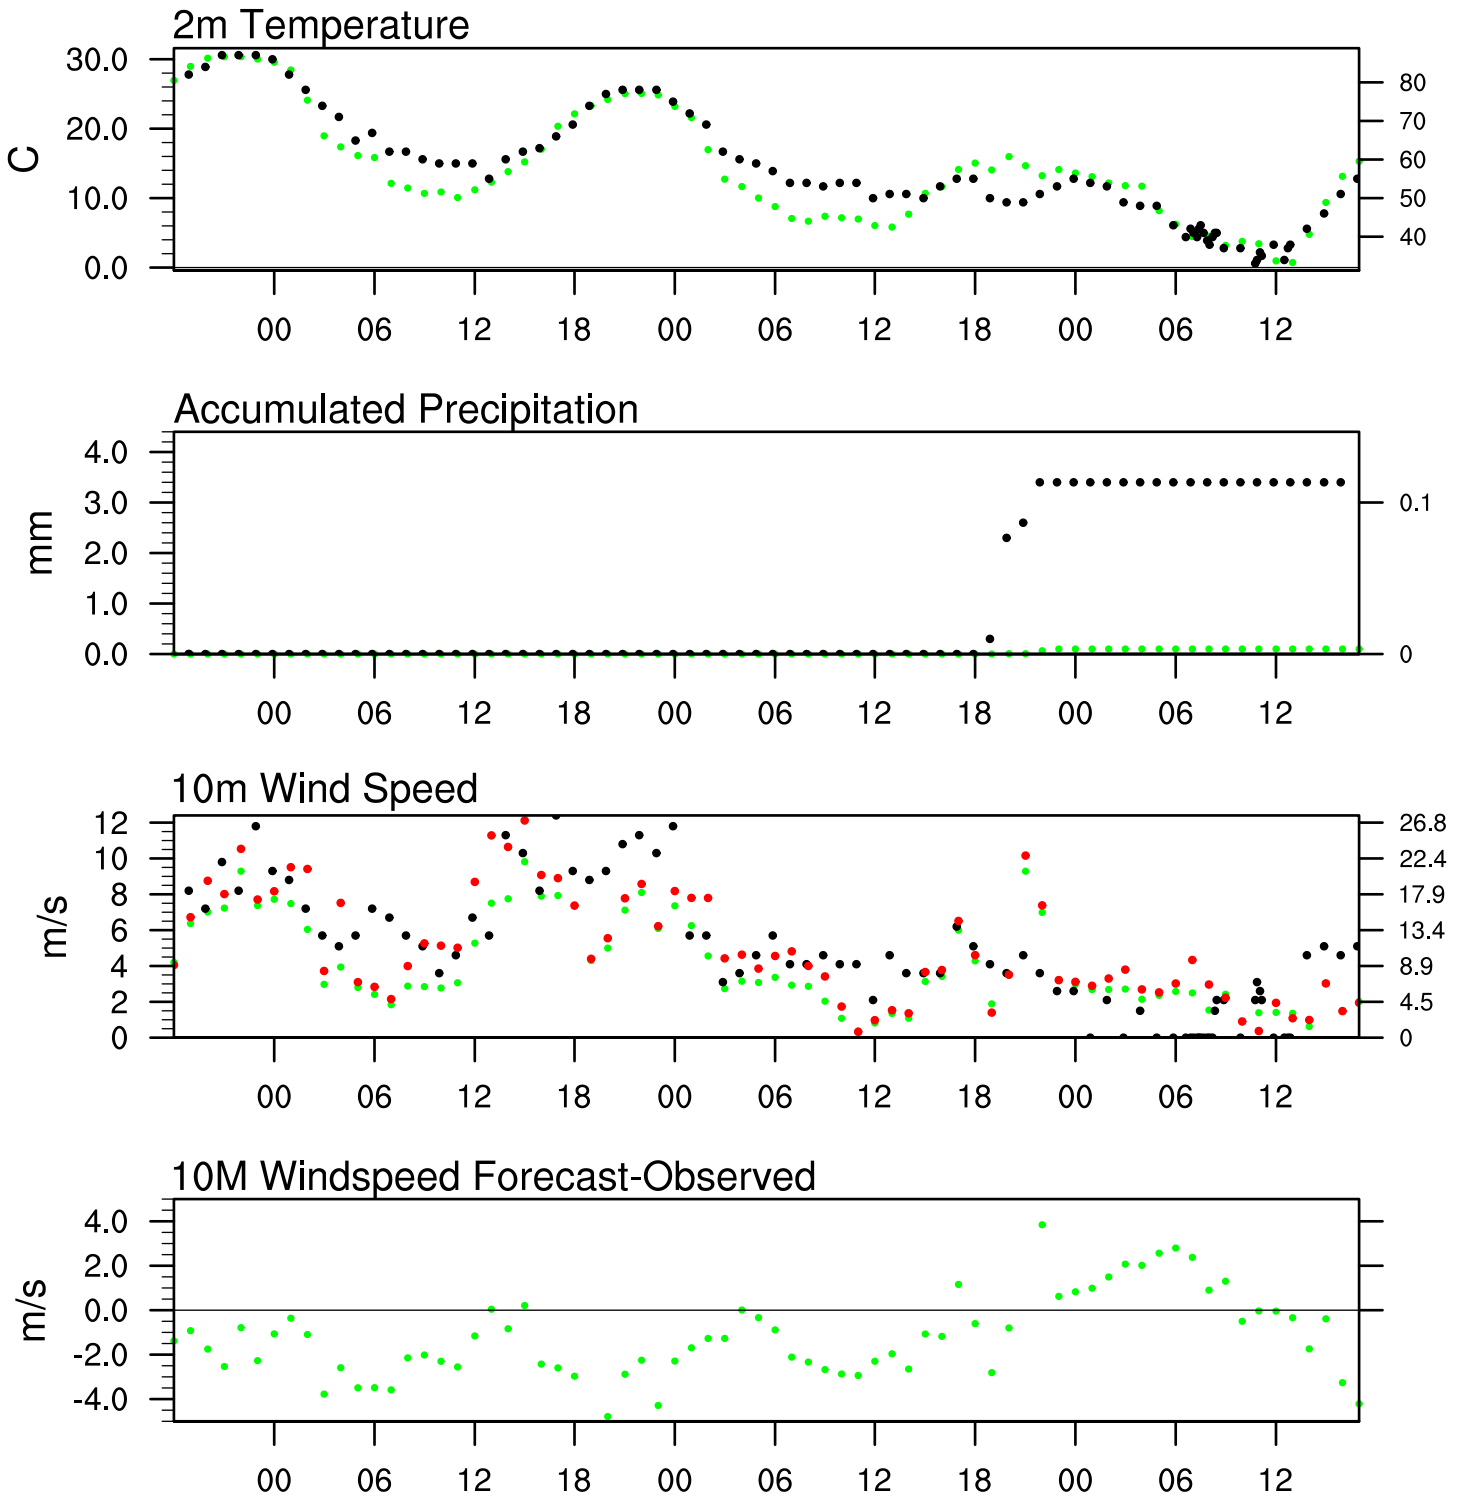 2m Temperature
30.0
20.0
10.0
0.0
C
80
70
60
50
40
00 06 12 18 00 06 12 18 00 06 12
Accumulated Precipitation
4.0
3.0
2.0
1.0
0.0
mm
0.1
0
00 06 12 18 00 06 12 18 00 06 12
10m Wind Speed
12
10
8
6
4
2
0
m/s
26.8
22.4
17.9
13.4
8.9
4.5
0
00 06 12 18 00 06 12 18 00 06 12
10M Windspeed Forecast-Observed
4.0
2.0
0.0
-2.0
-4.0
m/s
00 06 12 18 00 06 12 18 00 06 12